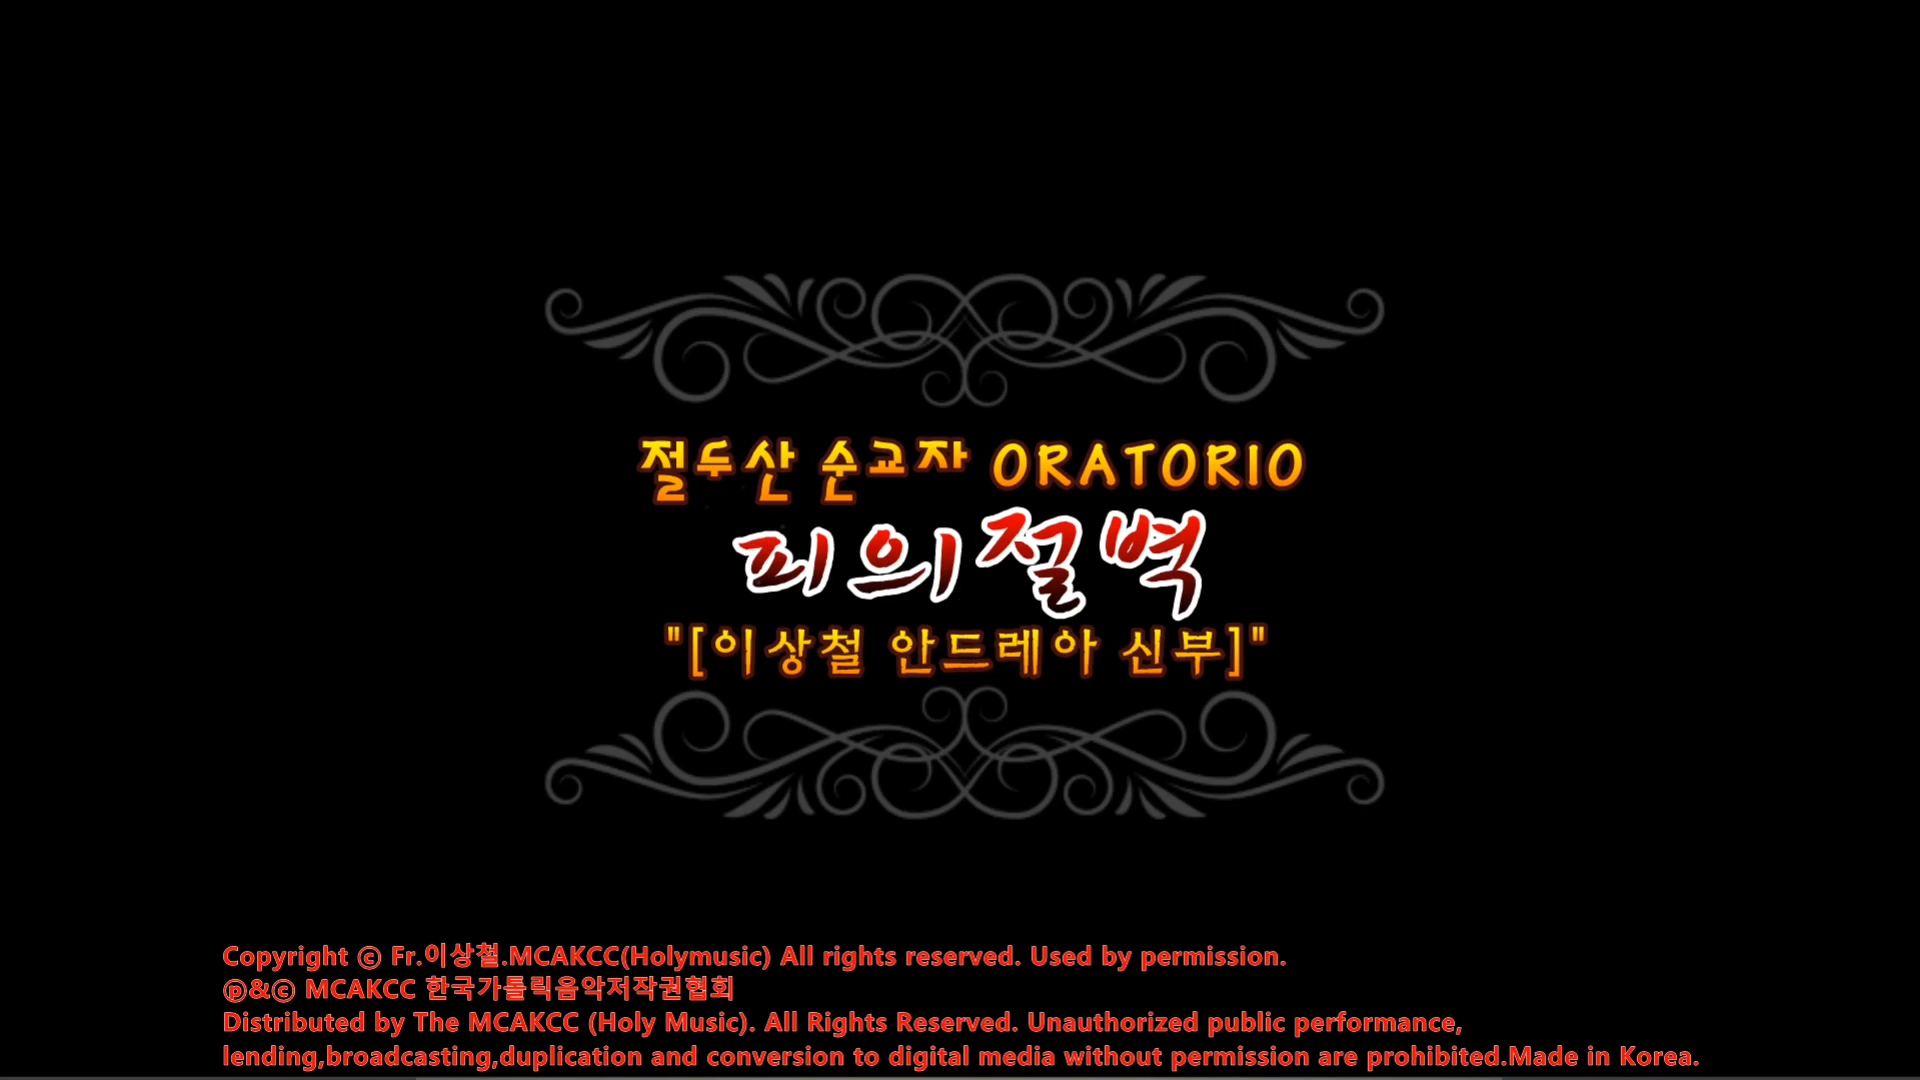 절두산 순교자 ORATORIO
피의절벽
"[이상철 안드레아 신부]"
Copyright © Fr.이상철.MCAKCC(Holymusic) All rights reserved. Used by permission.
ⓟ&ⓒ MCAKCC 한국가톨릭음악저작권협회
Distributed by The MCAKCC (Holy Music). All Rights Reserved. Unauthorized public performance,
lending,broadcasting,duplication and conversion to digital media without permission are prohibited.Made in Korea.